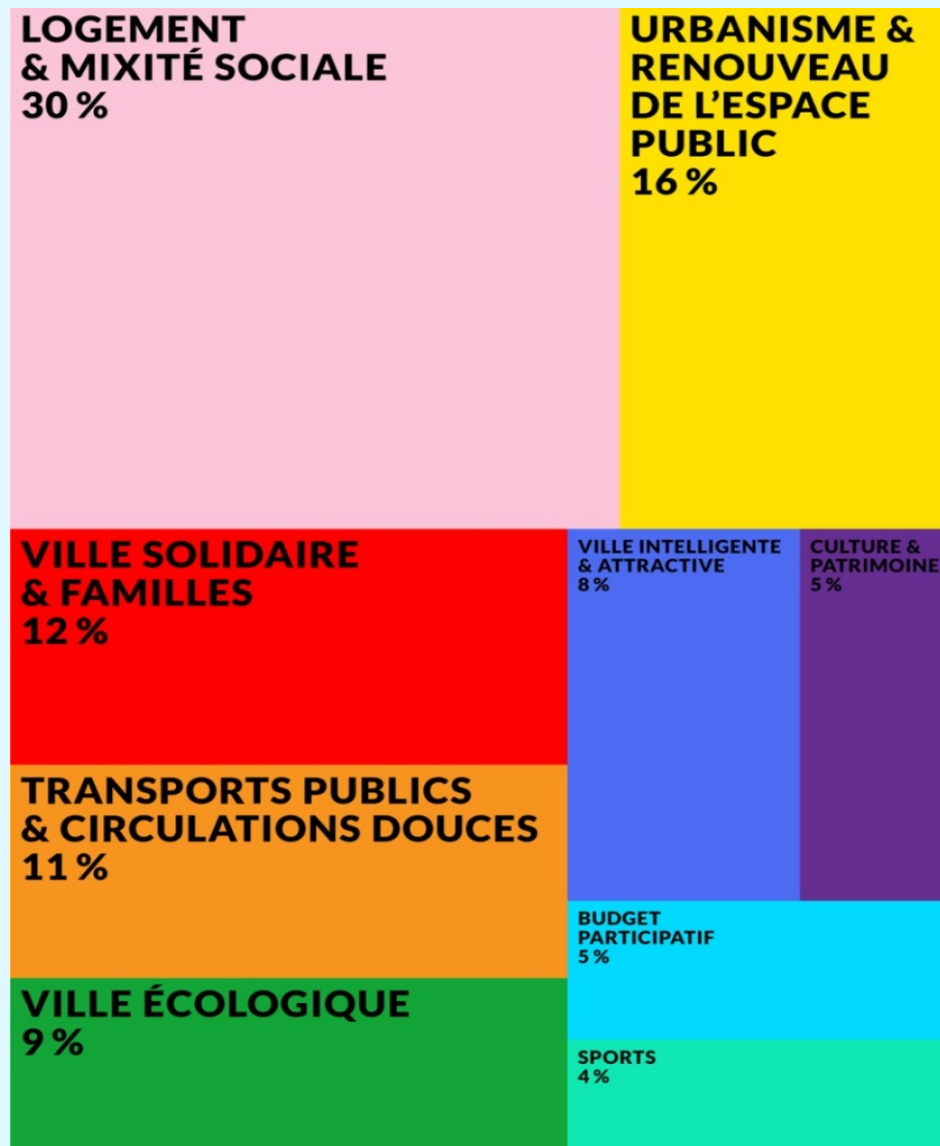 LOGEMENT
& MIXITÉ SOCIALE
30 %
URBANISME &
RENOUVEAU
DE L’ESPACE
PUBLIC
16 %
VILLE SOLIDAIRE
& FAMILLES
12 %
VILLE INTELLIGENTE
& ATTRACTIVE
8 %
CULTURE &
PATRIMOINE
5 %
TRANSPORTS PUBLICS
& CIRCULATIONS DOUCES
11 %
BUDGET
PARTICIPATIF
5 %
VILLE ÉCOLOGIQUE
9 %
SPORTS
4 %